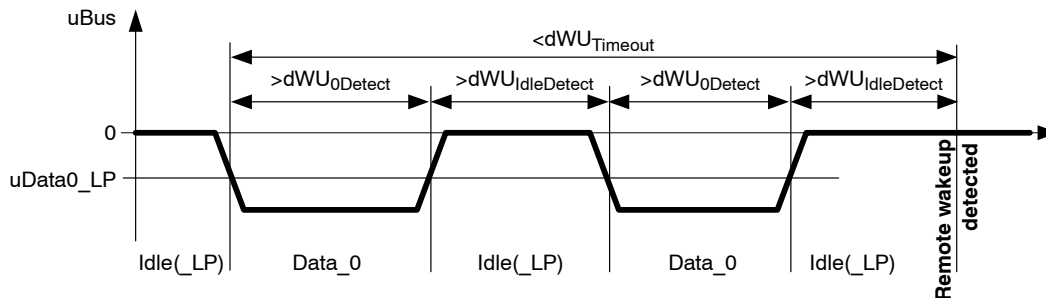 uBus
<dWUTimeout
>dWU0Detect >dWUIdleDetect >dWU0Detect >dWUIdleDetect
0
uData0_LP
Remote wakeup
detected
Idle(_LP) Data_0 Idle(_LP) Data_0 Idle(_LP)